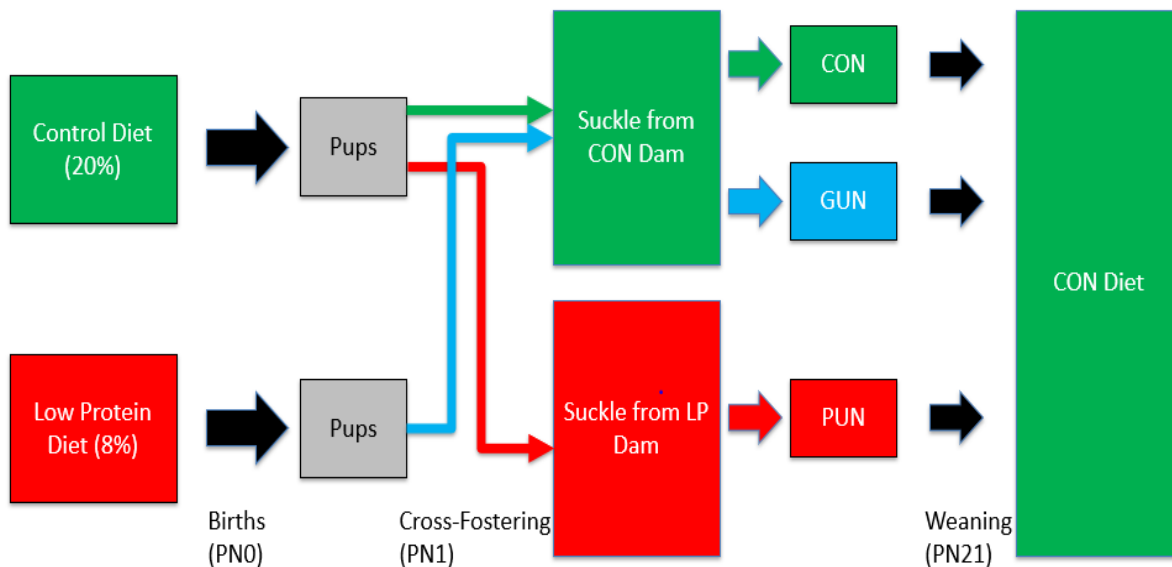 Control Diet
(20%)
Pups
Suckle from
CON Dam
CON
GUN
CON Diet
Low Protein
Diet (8%)
Pups
Suckle from LP
Dam
PUN
Births
(PN0)
Cross-Fostering
(PN1)
Weaning
(PN21)